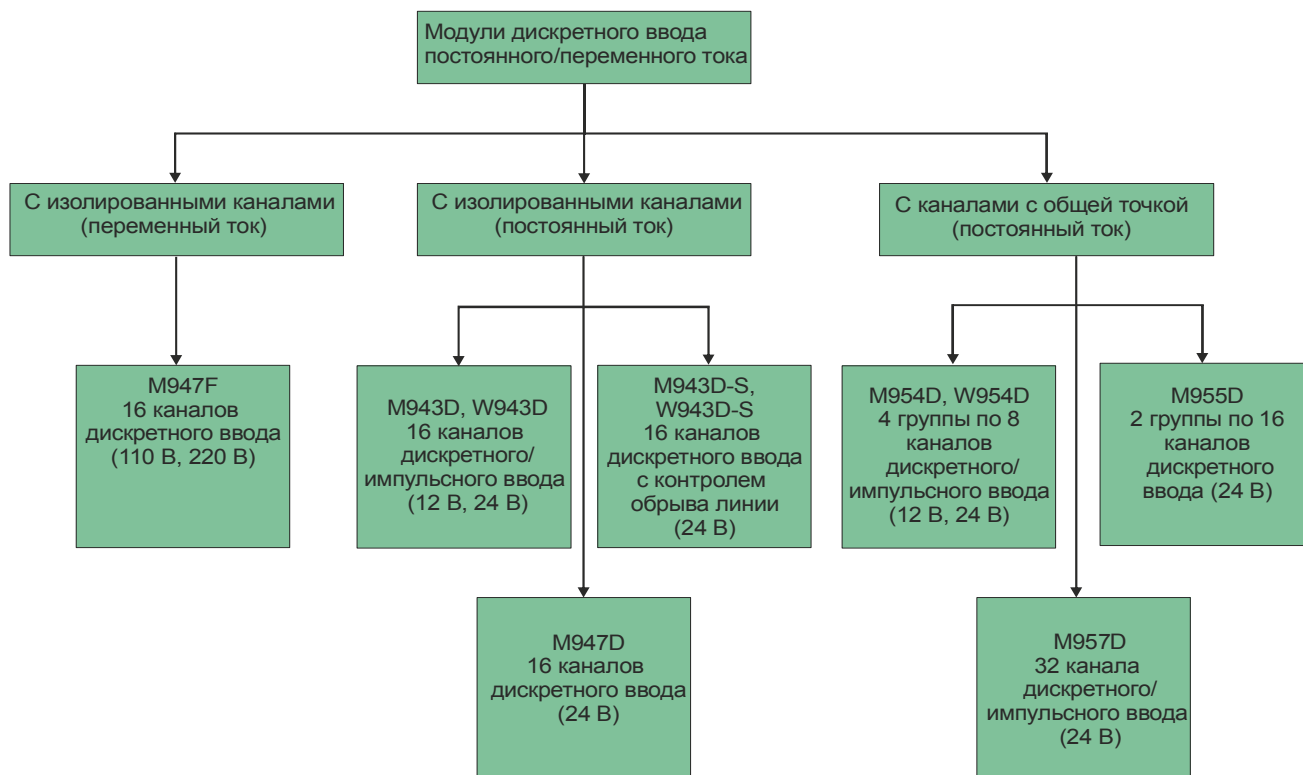 Модули дискретного ввода
постоянного/переменного тока
С изолированными каналами
(переменный ток)
С изолированными каналами
(постоянный ток)
С каналами с общей точкой
(постоянный ток)
M947F
16 каналов
дискретного ввода
(110 В, 220 В)
M943D, W943D
16 каналов
дискретного/
импульсного ввода
(12 В, 24 В)
M943D-S,
W943D-S
16 каналов
дискретного ввода
с контролем
обрыва линии
(24 В)
M954D, W954D
4 группы по 8
каналов
дискретного/
импульсного ввода
(12 В, 24 В)
M955D
2 группы по 16
каналов
дискретного
ввода (24 В)
M947D
16 каналов
дискретного ввода
(24 В)
M957D
32 канала
дискретного/
импульсного ввода
(24 В)